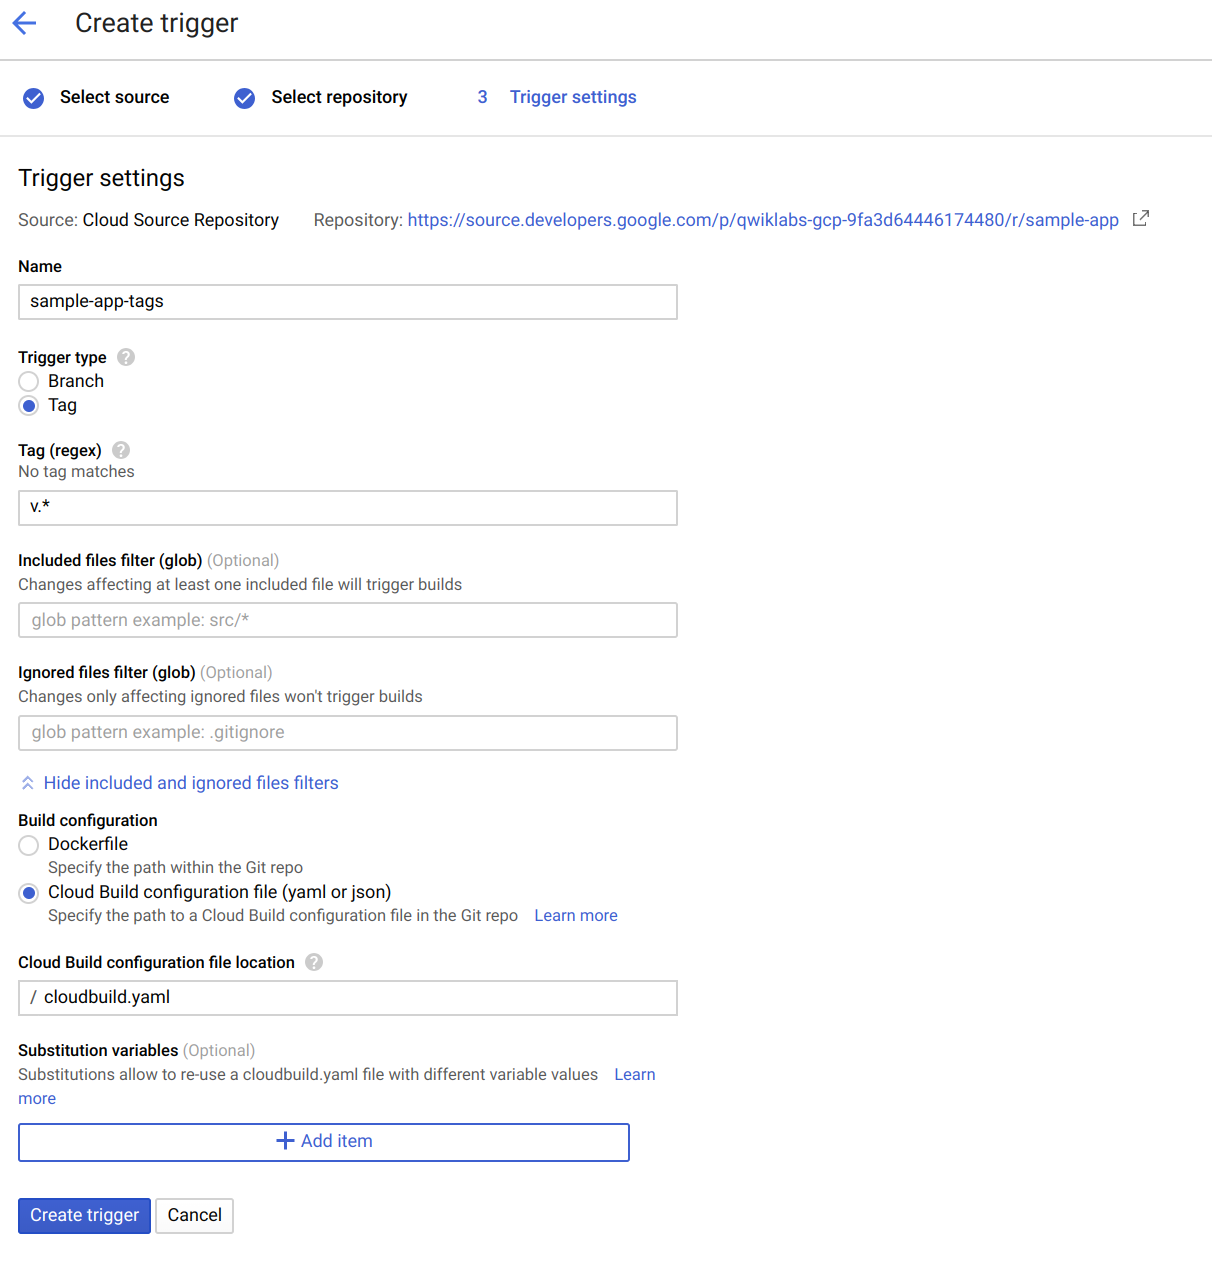 Create trigger
Select source
Select repository
3 Trigger settings
Trigger settings
Source: Cloud Source Repository Repository: https://source.developers.google.com/p/qwiklabs-gcp-9fa3d64446174480/r/sample-app
Name
sample-app-tags
Trigger type ?
Branch
Tag
Tag (regex) ?
No tag matches
v.*
Included files filter (glob) (Optional)
Changes affecting at least one included file will trigger builds
glob pattern example: src/*
Ignored files filter (glob) (Optional)
Changes only affecting ignored files won't trigger builds
glob pattern example: .gitignore
Hide included and ignored files filters
Build configuration
Dockerfile
Specify the path within the Git repo
Cloud Build configuration file (yaml or json)
Specify the path to a Cloud Build configuration file in the Git repo Learn more
Cloud Build configuration file location ?
/ cloudbuild.yaml
Substitution variables (Optional)
Substitutions allow to re-use a cloudbuild.yaml file with different variable values Learn
more
+ Add item
Create trigger Cancel